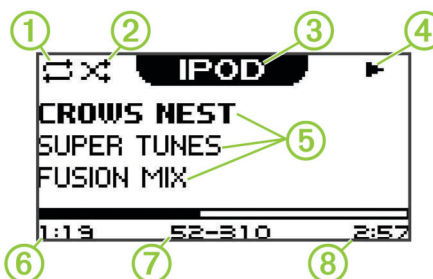 ① ② ③ ④
IPOD
CROWS NEST
SUPER TUNES ⑤
FUSION MIX
1:19 52-310 2:57
⑥ ⑦ ⑧